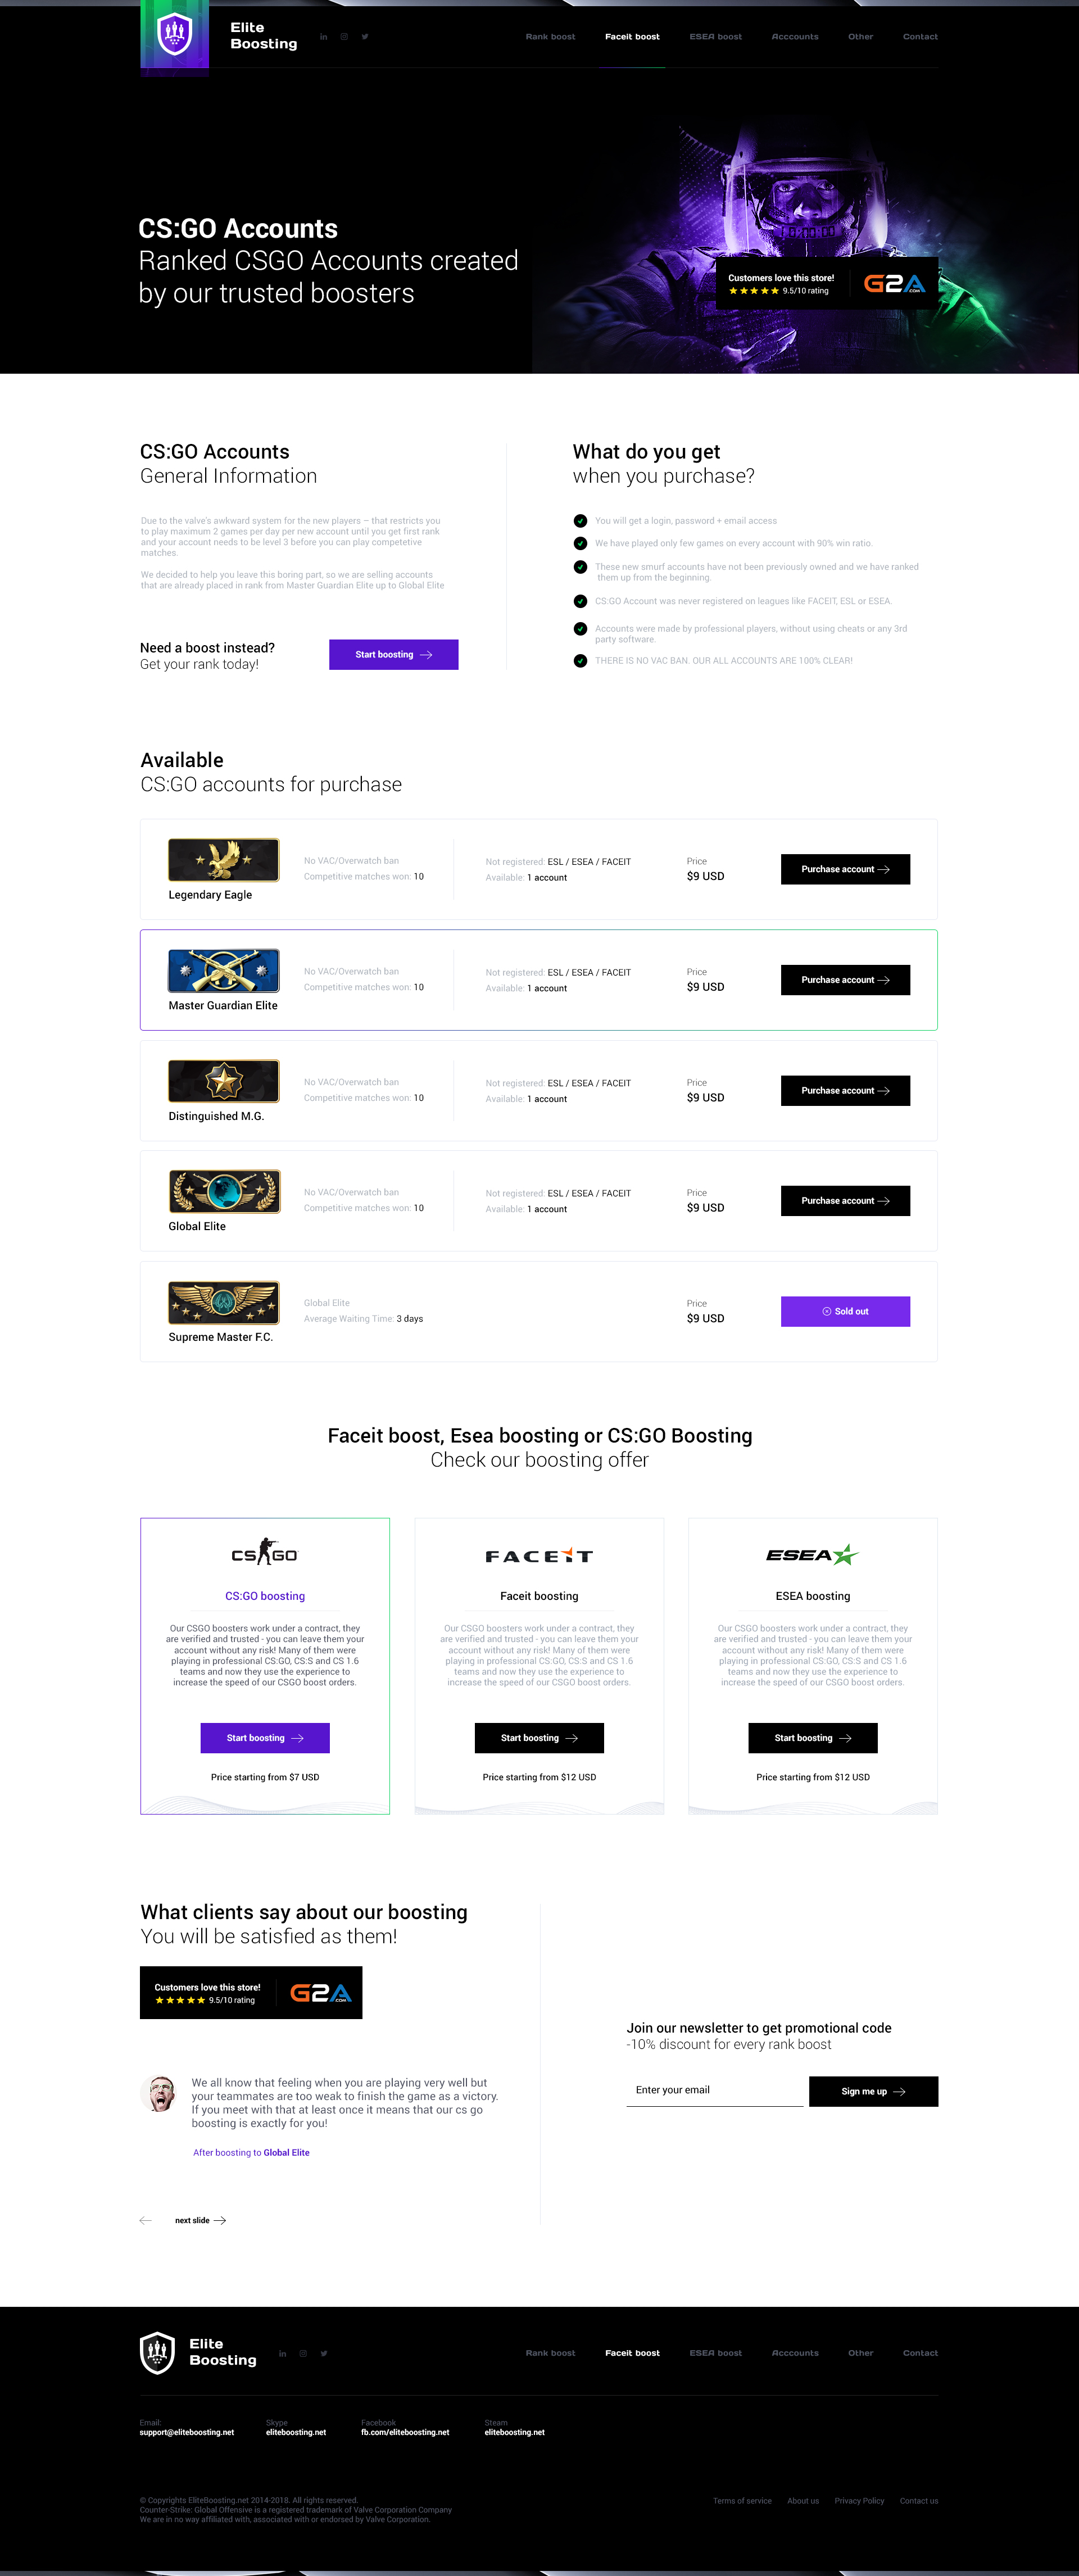 Elite
Boosting
Rank boost
Faceit boost
ESEA boost
Acccounts
Other
Contact
CS:GO Accounts
Ranked CSGO Accounts created
by our trusted boosters
Customers love this store!
9.5/10 rating
G2A
.COM
CS:GO Accounts
General Information
Due to the valve's awkward system for the new players – that restricts you
to play maximum 2 games per day per new account until you get first rank
and your account needs to be level 3 before you can play competetive
matches.
We decided to help you leave this boring part, so we are selling accounts
that are already placed in rank from Master Guardian Elite up to Global Elite
Need a boost instead?
Get your rank today!
Start boosting
What do you get
when you purchase?
You will get a login, password + email access
We have played only few games on every account with 90% win ratio.
These new smurf accounts have not been previously owned and we have ranked
them up from the beginning.
CS:GO Account was never registered on leagues like FACEIT, ESL or ESEA.
Accounts were made by professional players, without using cheats or any 3rd
party software.
THERE IS NO VAC BAN. OUR ALL ACCOUNTS ARE 100% CLEAR!
Available
CS:GO accounts for purchase
Legendary Eagle
No VAC/Overwatch ban
Competitive matches won: 10
Not registered: ESL / ESEA / FACEIT
Available: 1 account
Price
$9 USD
Purchase account
Master Guardian Elite
No VAC/Overwatch ban
Competitive matches won: 10
Not registered: ESL / ESEA / FACEIT
Available: 1 account
Price
$9 USD
Purchase account
Distinguished M.G.
No VAC/Overwatch ban
Competitive matches won: 10
Not registered: ESL / ESEA / FACEIT
Available: 1 account
Price
$9 USD
Purchase account
Global Elite
No VAC/Overwatch ban
Competitive matches won: 10
Not registered: ESL / ESEA / FACEIT
Available: 1 account
Price
$9 USD
Purchase account
Supreme Master F.C.
Global Elite
Average Waiting Time: 3 days
Price
$9 USD
Sold out
Faceit boost, Esea boosting or CS:GO Boosting
Check our boosting offer
CS GO
CS:GO boosting
Our CSGO boosters work under a contract, they
are verified and trusted - you can leave them your
account without any risk! Many of them were
playing in professional CS:GO, CS:S and CS 1.6
teams and now they use the experience to
increase the speed of our CSGO boost orders.
Start boosting
Price starting from $7 USD
FACEIT
Faceit boosting
Our CSGO boosters work under a contract, they
are verified and trusted - you can leave them your
account without any risk! Many of them were
playing in professional CS:GO, CS:S and CS 1.6
teams and now they use the experience to
increase the speed of our CSGO boost orders.
Start boosting
Price starting from $12 USD
ESEA
ESEA boosting
Our CSGO boosters work under a contract, they
are verified and trusted - you can leave them your
account without any risk! Many of them were
playing in professional CS:GO, CS:S and CS 1.6
teams and now they use the experience to
increase the speed of our CSGO boost orders.
Start boosting
Price starting from $12 USD
What clients say about our boosting
You will be satisfied as them!
Customers love this store!
9.5/10 rating
G2A
.COM
We all know that feeling when you are playing very well but
your teammates are too weak to finish the game as a victory.
If you meet with that at least once it means that our cs go
boosting is exactly for you!
After boosting to Global Elite
next slide
Join our newsletter to get promotional code
-10% discount for every rank boost
Enter your email
Sign me up
Elite
Boosting
Rank boost
Faceit boost
ESEA boost
Acccounts
Other
Contact
Email:
support@eliteboosting.net
Skype
eliteboosting.net
Facebook
fb.com/eliteboosting.net
Steam
eliteboosting.net
© Copyrights EliteBoosting.net 2014-2018. All rights reserved.
Counter-Strike: Global Offensive is a registered trademark of Valve Corporation Company
We are in no way affiliated with, associated with or endorsed by Valve Corporation.
Terms of service
About us
Privacy Policy
Contact us